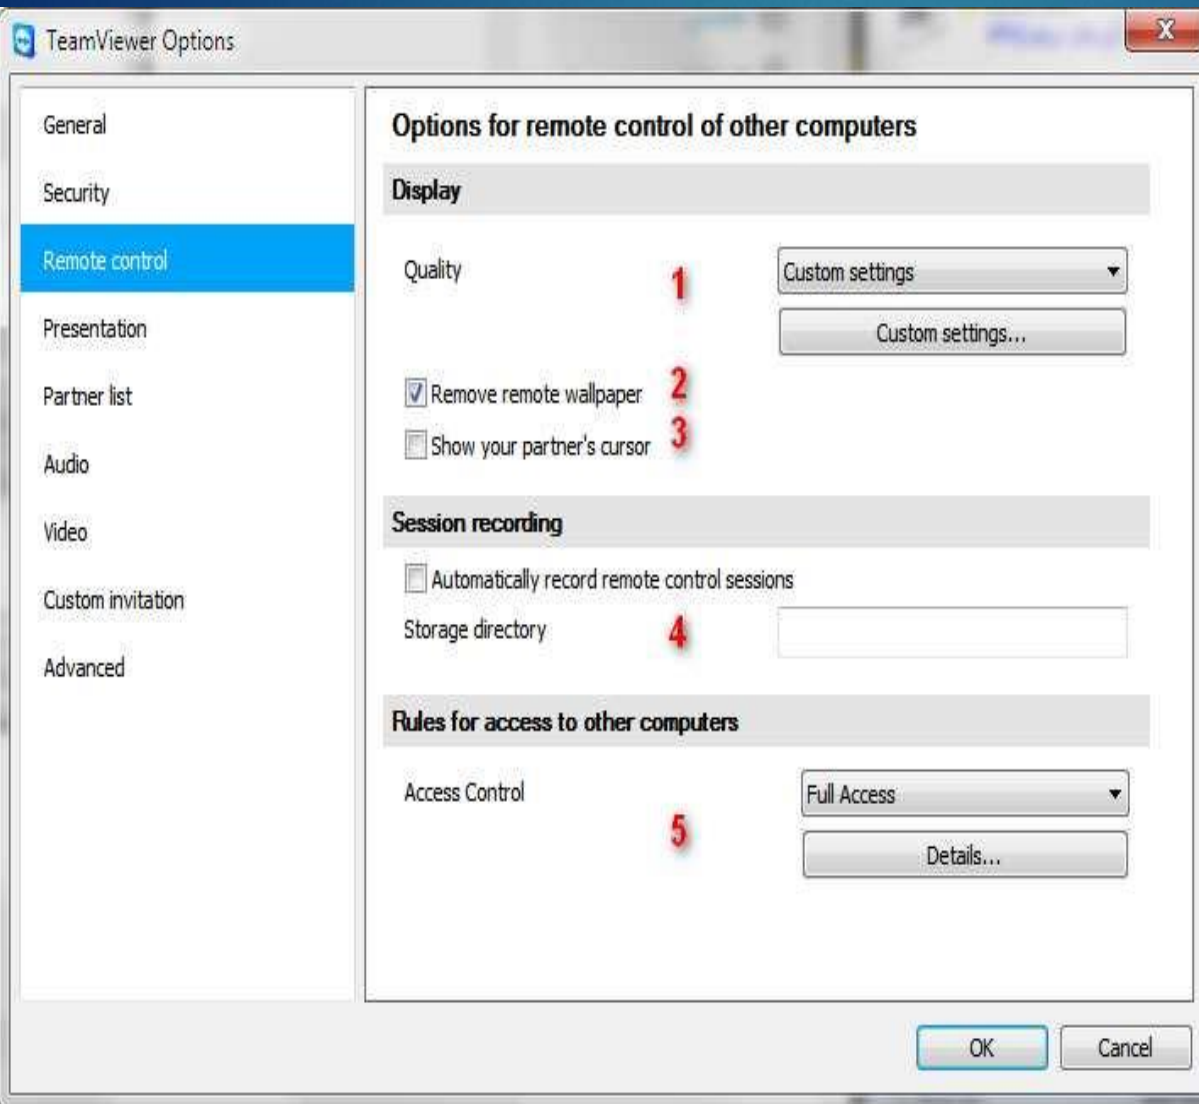 TeamViewer Options
X
General
Security
Remote control
Presentation
Partner list
Audio
Video
Custom invitation
Advanced
Options for remote control of other computers
Display
Quality 1 Custom settings
Custom settings...
Remove remote wallpaper 2
Show your partner's cursor 3
Session recording
Automatically record remote control sessions
Storage directory 4
Rules for access to other computers
Access Control Full Access
5 Details...
OK Cancel